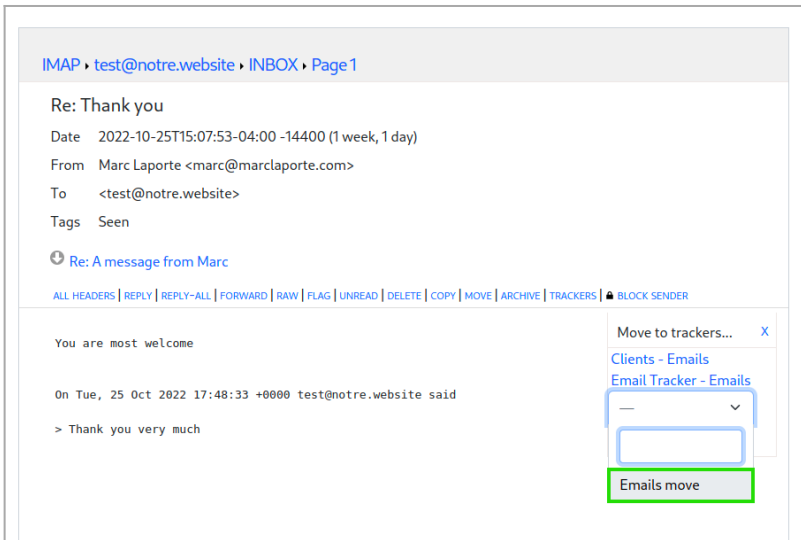 IMAP ▸ test@notre.website ▸ INBOX ▸ Page 1
Re: Thank you
Date 2022-10-25T15:07:53-04:00 -14400 (1 week, 1 day)
From Marc Laporte <marc@marclaporte.com>
To <test@notre.website>
Tags Seen
Re: A message from Marc
ALL HEADERS | REPLY | REPLY-ALL | FORWARD | RAW | FLAG | UNREAD | DELETE | COPY | MOVE | ARCHIVE | TRACKERS | BLOCK SENDER
Move to trackers... X
You are most welcome
Clients - Emails
Email Tracker - Emails
On Tue, 25 Oct 2022 17:48:33 +0000 test@notre.website said
—
> Thank you very much
Emails move